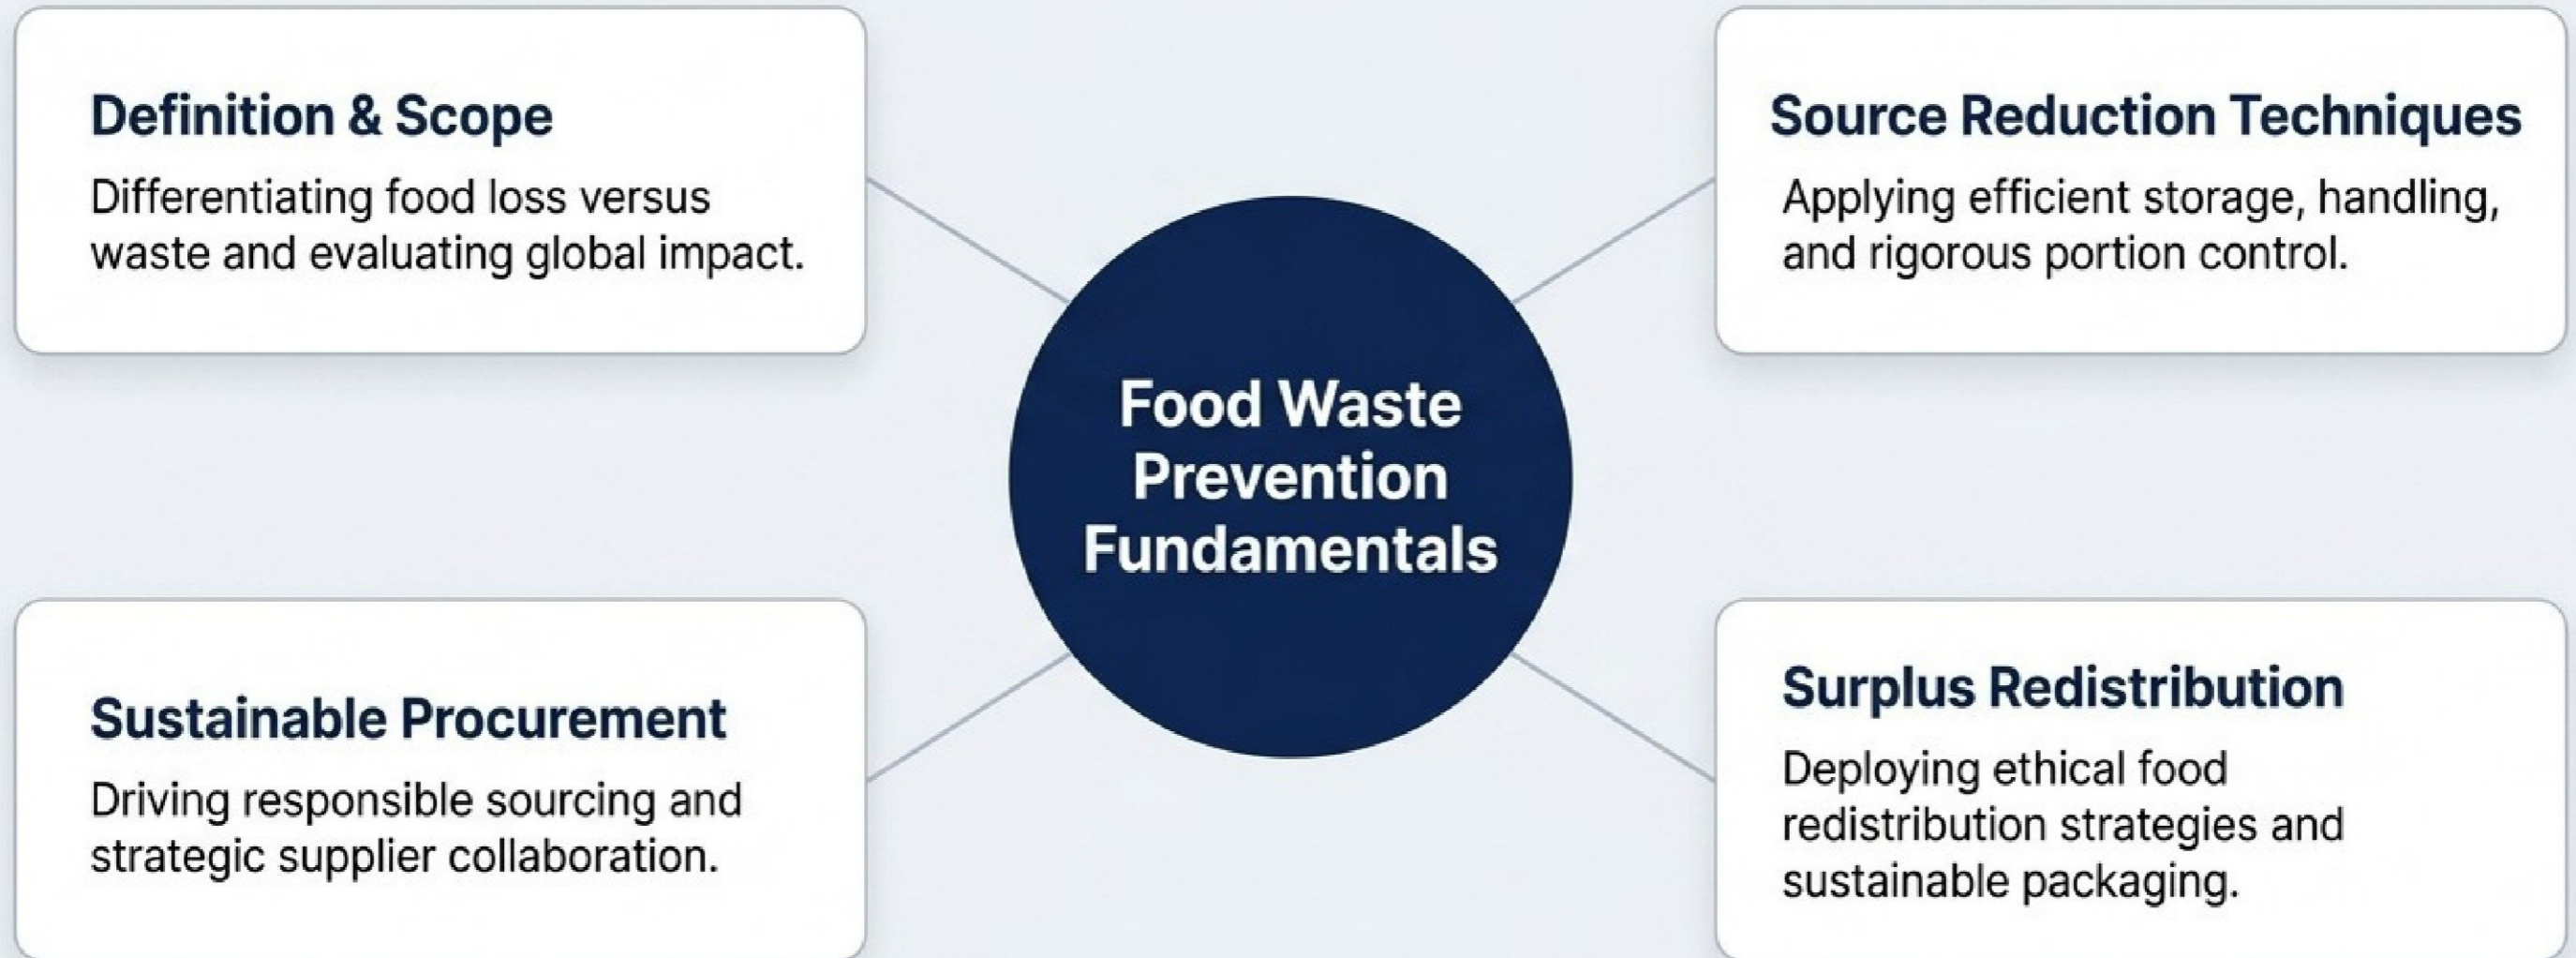 Definition & Scope
Differentiating food loss versus
waste and evaluating global impact.
Source Reduction Techniques
Applying efficient storage, handling,
and rigorous portion control.
Food Waste
Prevention
Fundamentals
Sustainable Procurement
Driving responsible sourcing and
strategic supplier collaboration.
Surplus Redistribution
Deploying ethical food
redistribution strategies and
sustainable packaging.